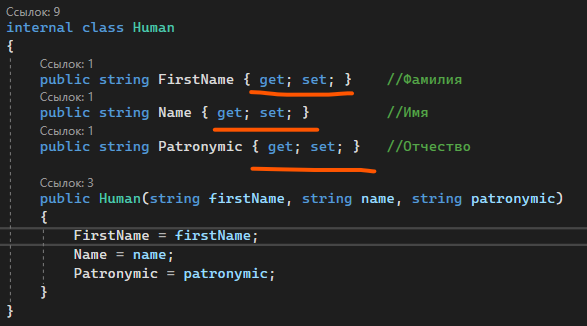 Ссылок: 9
internal class Human
{
Ссылок: 1
public string FirstName { get; set; } //Фамилия
Ссылок: 1
public string Name { get; set; } //Имя
Ссылок: 1
public string Patronymic { get; set; } //Отчество
Ссылок: 3
public Human(string firstName, string name, string patronymic)
{
FirstName = firstName;
Name = name;
Patronymic = patronymic;
}
}